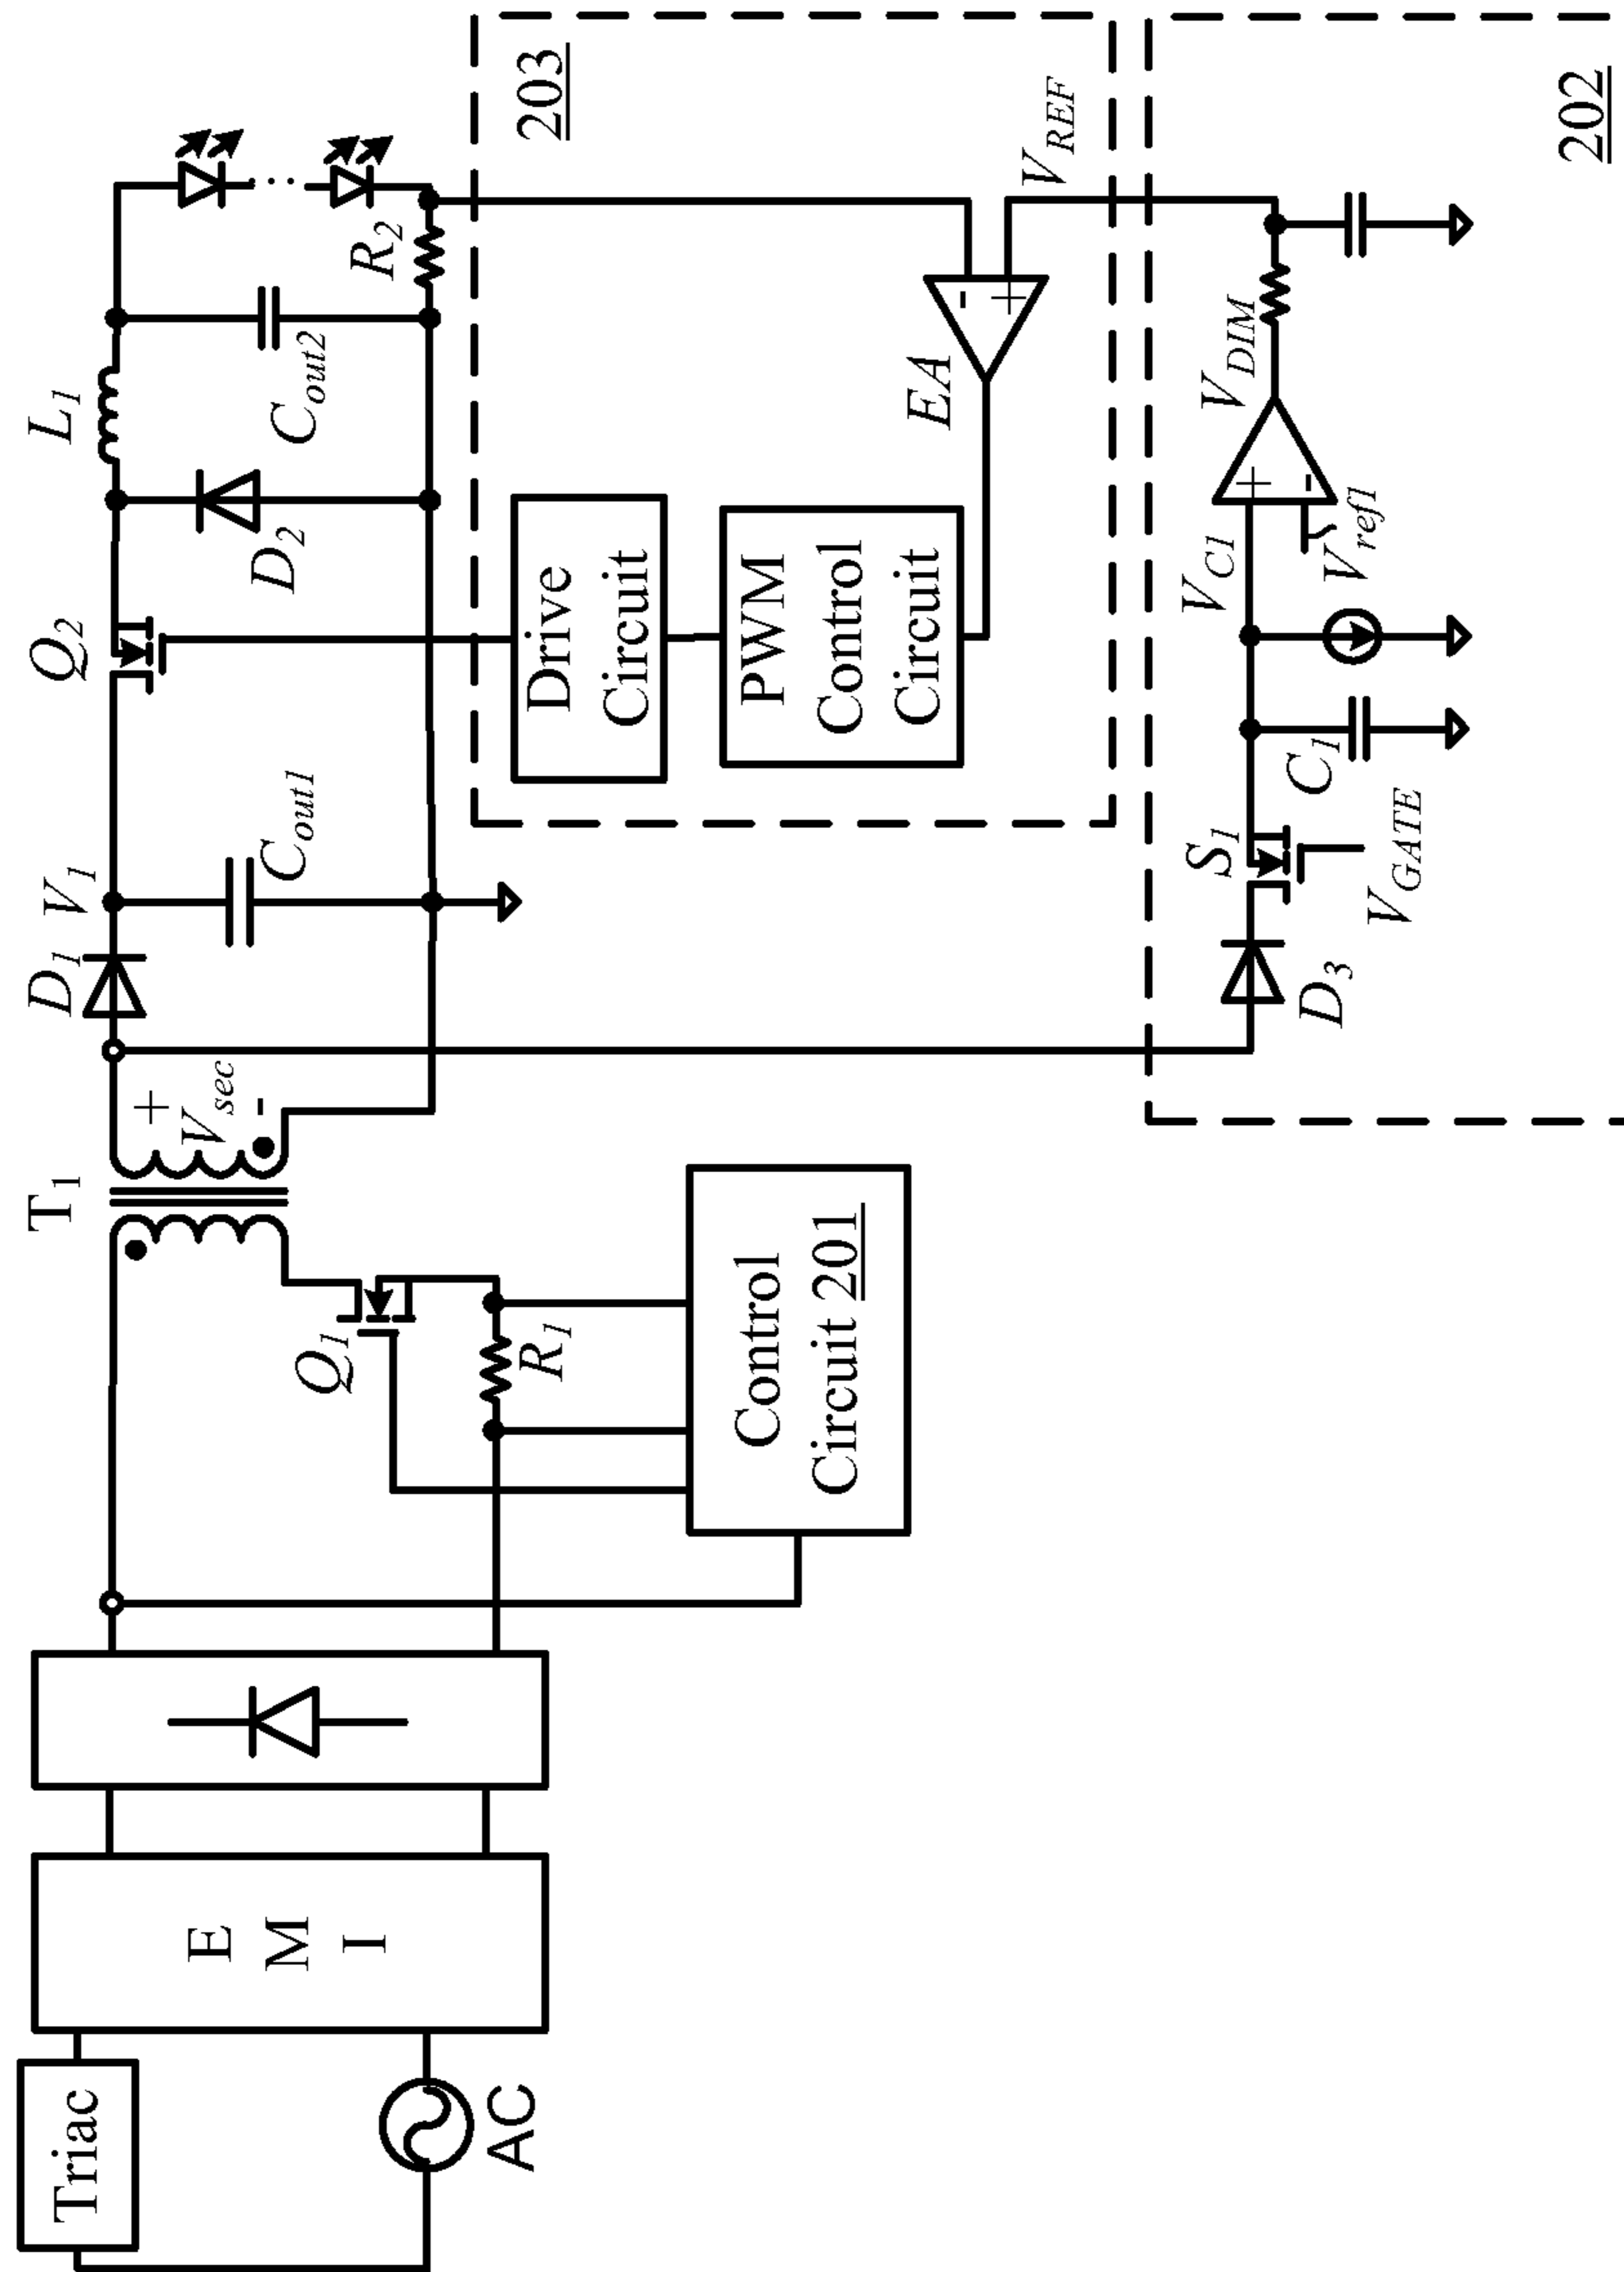 Triac
AC
E
M
I
T1
+
Vsec
-
D1
V1
Cout1
Q2
D2
L1
Cout2
R2
Q1
R1
Control
Circuit 201
203
Drive
Circuit
PWM
Control
Circuit
EA
-
+
VREF
202
D3
S1
VGATE
C1
VC1
+
-
Vref1
VDIM